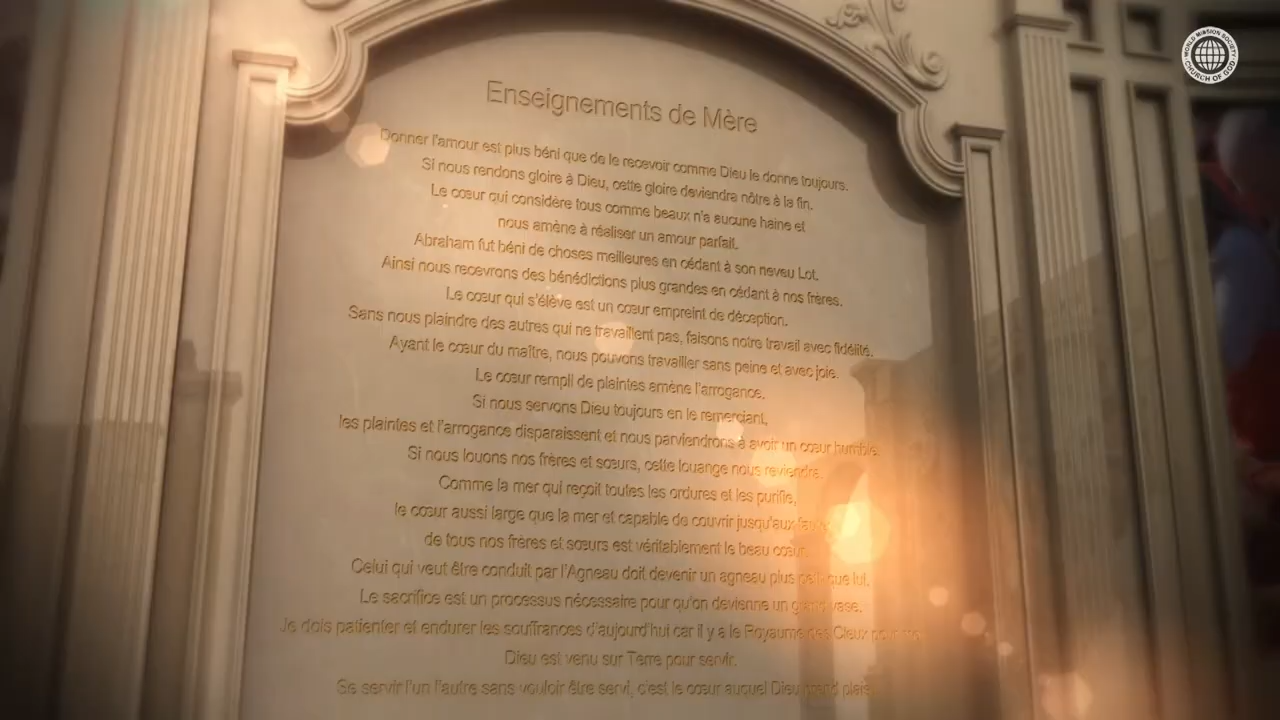 WORLD MISSION SOCIETY CHURCH OF GOD
Enseignements de Mère
Donner l'amour est plus béni que de le recevoir comme Dieu le donne toujours.
Si nous rendons gloire à Dieu, cette gloire deviendra nôtre à la fin.
Le cœur qui considère tous comme beaux n'a aucune haine et
nous amène à réaliser un amour parfait.
Abraham fut béni de choses meilleures en cédant à son neveu Lot.
Ainsi nous recevrons des bénédictions plus grandes en cédant à nos frères.
Le cœur qui s'élève est un cœur empreint de déception.
Sans nous plaindre des autres qui ne travaillent pas, faisons notre travail avec fidélité.
Ayant le cœur du maître, nous pouvons travailler sans peine et avec joie.
Le cœur rempli de plaintes amène l'arrogance.
Si nous servons Dieu toujours en le remerciant,
les plaintes et l'arrogance disparaissent et nous parviendrons à avoir un cœur humble.
Si nous louons nos frères et sœurs, cette louange nous reviendra.
Comme la mer qui reçoit toutes les ordures et les purifie,
le cœur aussi large que la mer et capable de couvrir jusqu'aux
de tous nos frères et sœurs est véritablement le beau cœur.
Celui qui veut être conduit par l'Agneau doit devenir un agneau plus petit que lui.
Le sacrifice est un processus nécessaire pour qu'on devienne un grand vase.
Je dois patienter et endurer les souffrances d'aujourd'hui car il y a le Royaume des Cieux pour
Dieu est venu sur Terre pour servir.
Se servir l'un l'autre sans vouloir être servi, c'est le cœur auquel Dieu prend